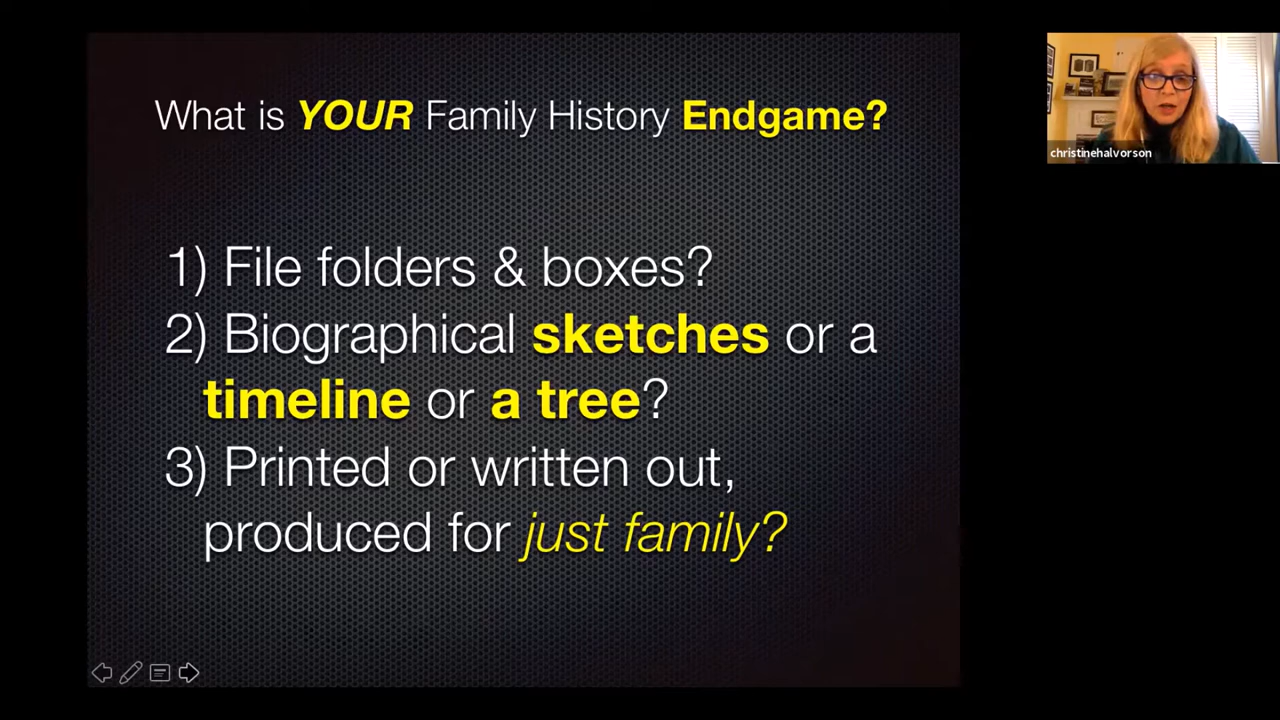 What is YOUR Family History Endgame?
1) File folders & boxes?
2) Biographical sketches or a
timeline or a tree?
3) Printed or written out,
produced for just family?
christinehalvorson